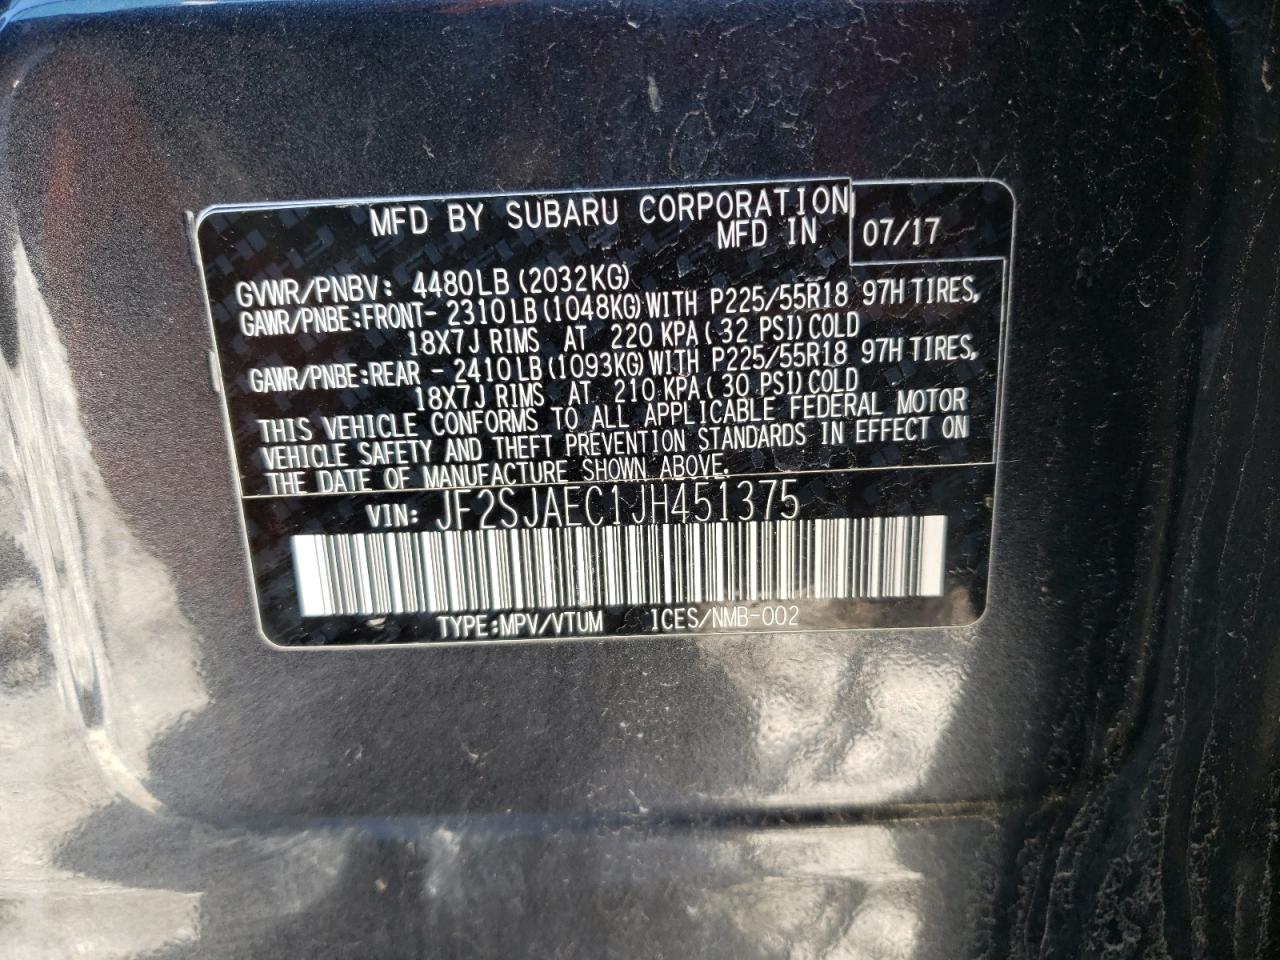 MFD BY SUBARU CORPORATION
MFD IN 07/17
GVWR/PNBV: 4480LB (2032KG)
GAWR/PNBE:FRONT- 2310LB (1048KG) WITH P225/55R18 97H TIRES,
18X7J RIMS AT 220 KPA ( 32 PSI) COLD
GAWR/PNBE:REAR - 2410LB (1093KG) WITH P225/55R18 97H TIRES,
18X7J RIMS AT 210 KPA ( 30 PSI) COLD
THIS VEHICLE CONFORMS TO ALL APPLICABLE FEDERAL MOTOR
VEHICLE SAFETY AND THEFT PREVENTION STANDARDS IN EFFECT ON
THE DATE OF MANUFACTURE SHOWN ABOVE.
VIN: JF2SJAEC1JH451375
TYPE:MPV/VTUM ICES/NMB-002